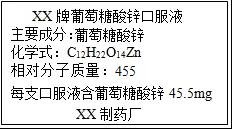 XX 牌葡萄糖酸锌口服液
主要成分:葡萄糖酸锌
化学式：C12H22O14Zn
相对分子质量：455
每支口服液含葡萄糖酸锌 45.5mg
XX 制药厂